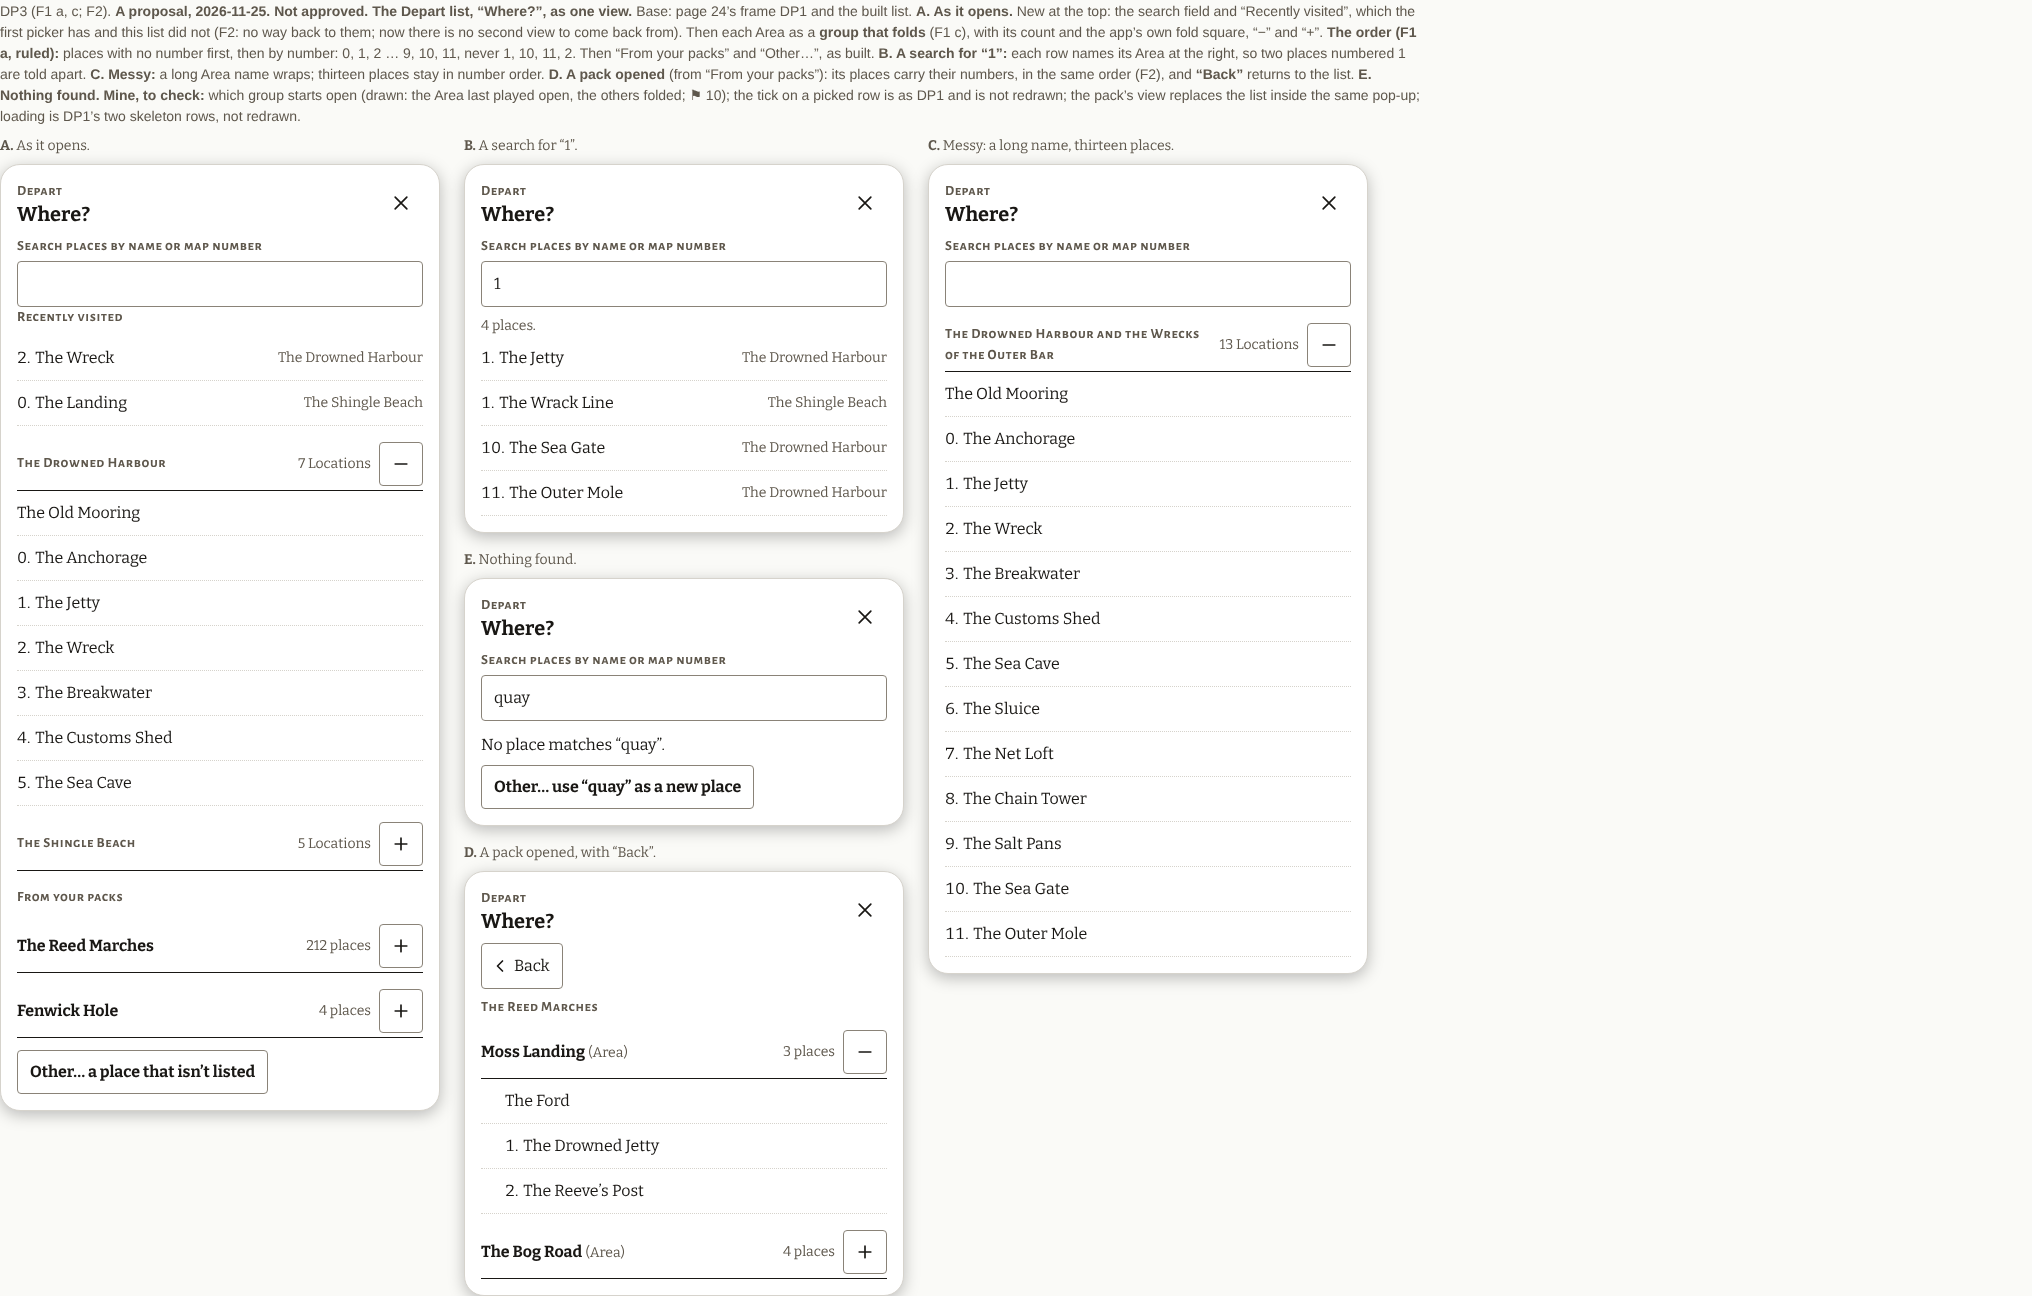 DP3 (F1 a, c; F2). A proposal, 2026-11-25. Not approved. The Depart list, “Where?”, as one view. Base: page 24’s frame DP1 and the built list. A. As it opens. New at the top: the search field and “Recently visited”, which the
first picker has and this list did not (F2: no way back to them; now there is no second view to come back from). Then each Area as a group that folds (F1 c), with its count and the app’s own fold square, “−” and “+”. The order (F1
a, ruled): places with no number first, then by number: 0, 1, 2 … 9, 10, 11, never 1, 10, 11, 2. Then “From your packs” and “Other…”, as built. B. A search for “1”: each row names its Area at the right, so two places numbered 1
are told apart. C. Messy: a long Area name wraps; thirteen places stay in number order. D. A pack opened (from “From your packs”): its places carry their numbers, in the same order (F2), and “Back” returns to the list. E.
Nothing found. Mine, to check: which group starts open (drawn: the Area last played open, the others folded; ⚑ 10); the tick on a picked row is as DP1 and is not redrawn; the pack’s view replaces the list inside the same pop-up;
loading is DP1’s two skeleton rows, not redrawn.
A. As it opens.
Depart
Where?
Search places by name or map number
Recently visited
2. The Wreck The Drowned Harbour
0. The Landing The Shingle Beach
The Drowned Harbour 7 Locations −
The Old Mooring
0. The Anchorage
1. The Jetty
2. The Wreck
3. The Breakwater
4. The Customs Shed
5. The Sea Cave
The Shingle Beach 5 Locations +
From your packs
The Reed Marches 212 places +
Fenwick Hole 4 places +
Other… a place that isn’t listed
B. A search for “1”.
Depart
Where?
Search places by name or map number
1
4 places.
1. The Jetty The Drowned Harbour
1. The Wrack Line The Shingle Beach
10. The Sea Gate The Drowned Harbour
11. The Outer Mole The Drowned Harbour
E. Nothing found.
Depart
Where?
Search places by name or map number
quay
No place matches “quay”.
Other… use “quay” as a new place
D. A pack opened, with “Back”.
Depart
Where?
Back
The Reed Marches
Moss Landing (Area) 3 places −
The Ford
1. The Drowned Jetty
2. The Reeve’s Post
The Bog Road (Area) 4 places +
C. Messy: a long name, thirteen places.
Depart
Where?
Search places by name or map number
The Drowned Harbour and the Wrecks
of the Outer Bar 13 Locations −
The Old Mooring
0. The Anchorage
1. The Jetty
2. The Wreck
3. The Breakwater
4. The Customs Shed
5. The Sea Cave
6. The Sluice
7. The Net Loft
8. The Chain Tower
9. The Salt Pans
10. The Sea Gate
11. The Outer Mole